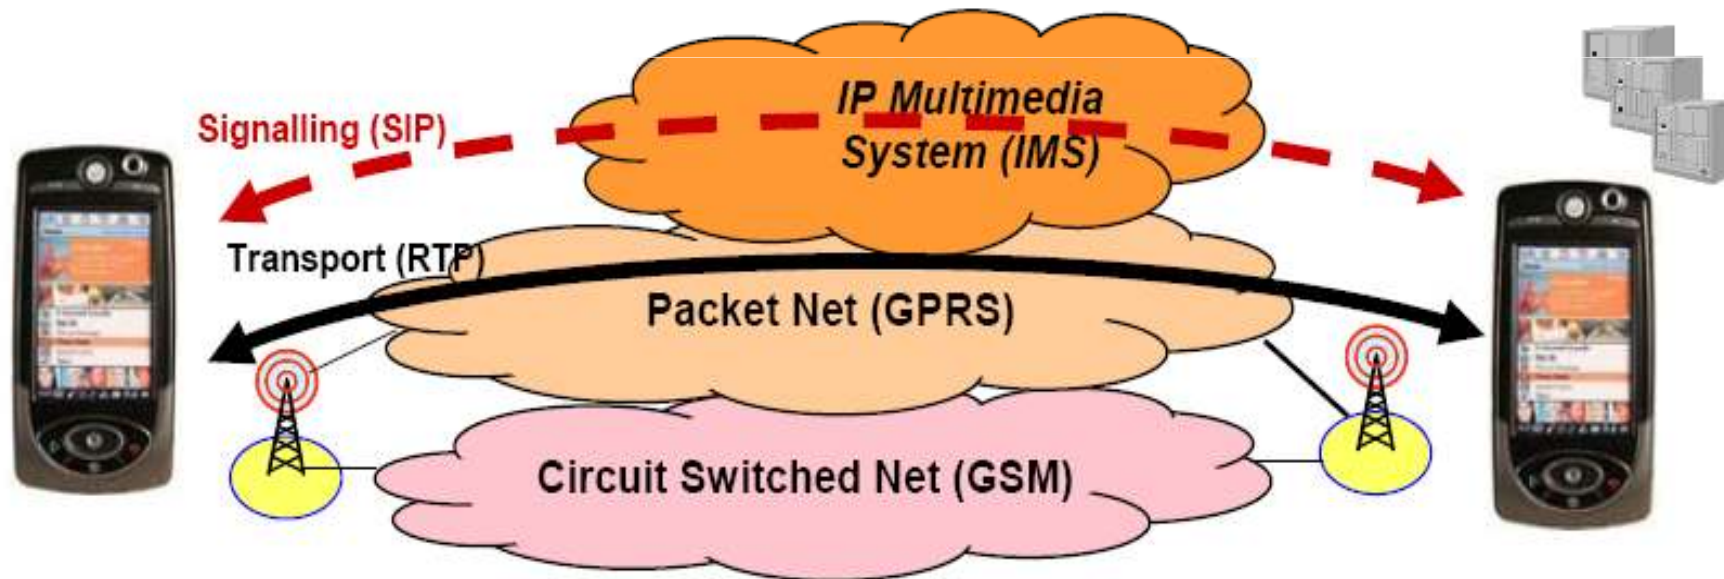 IP Multimedia
System (IMS)
Signalling (SIP)
Transport (RTP)
Packet Net (GPRS)
Circuit Switched Net (GSM)